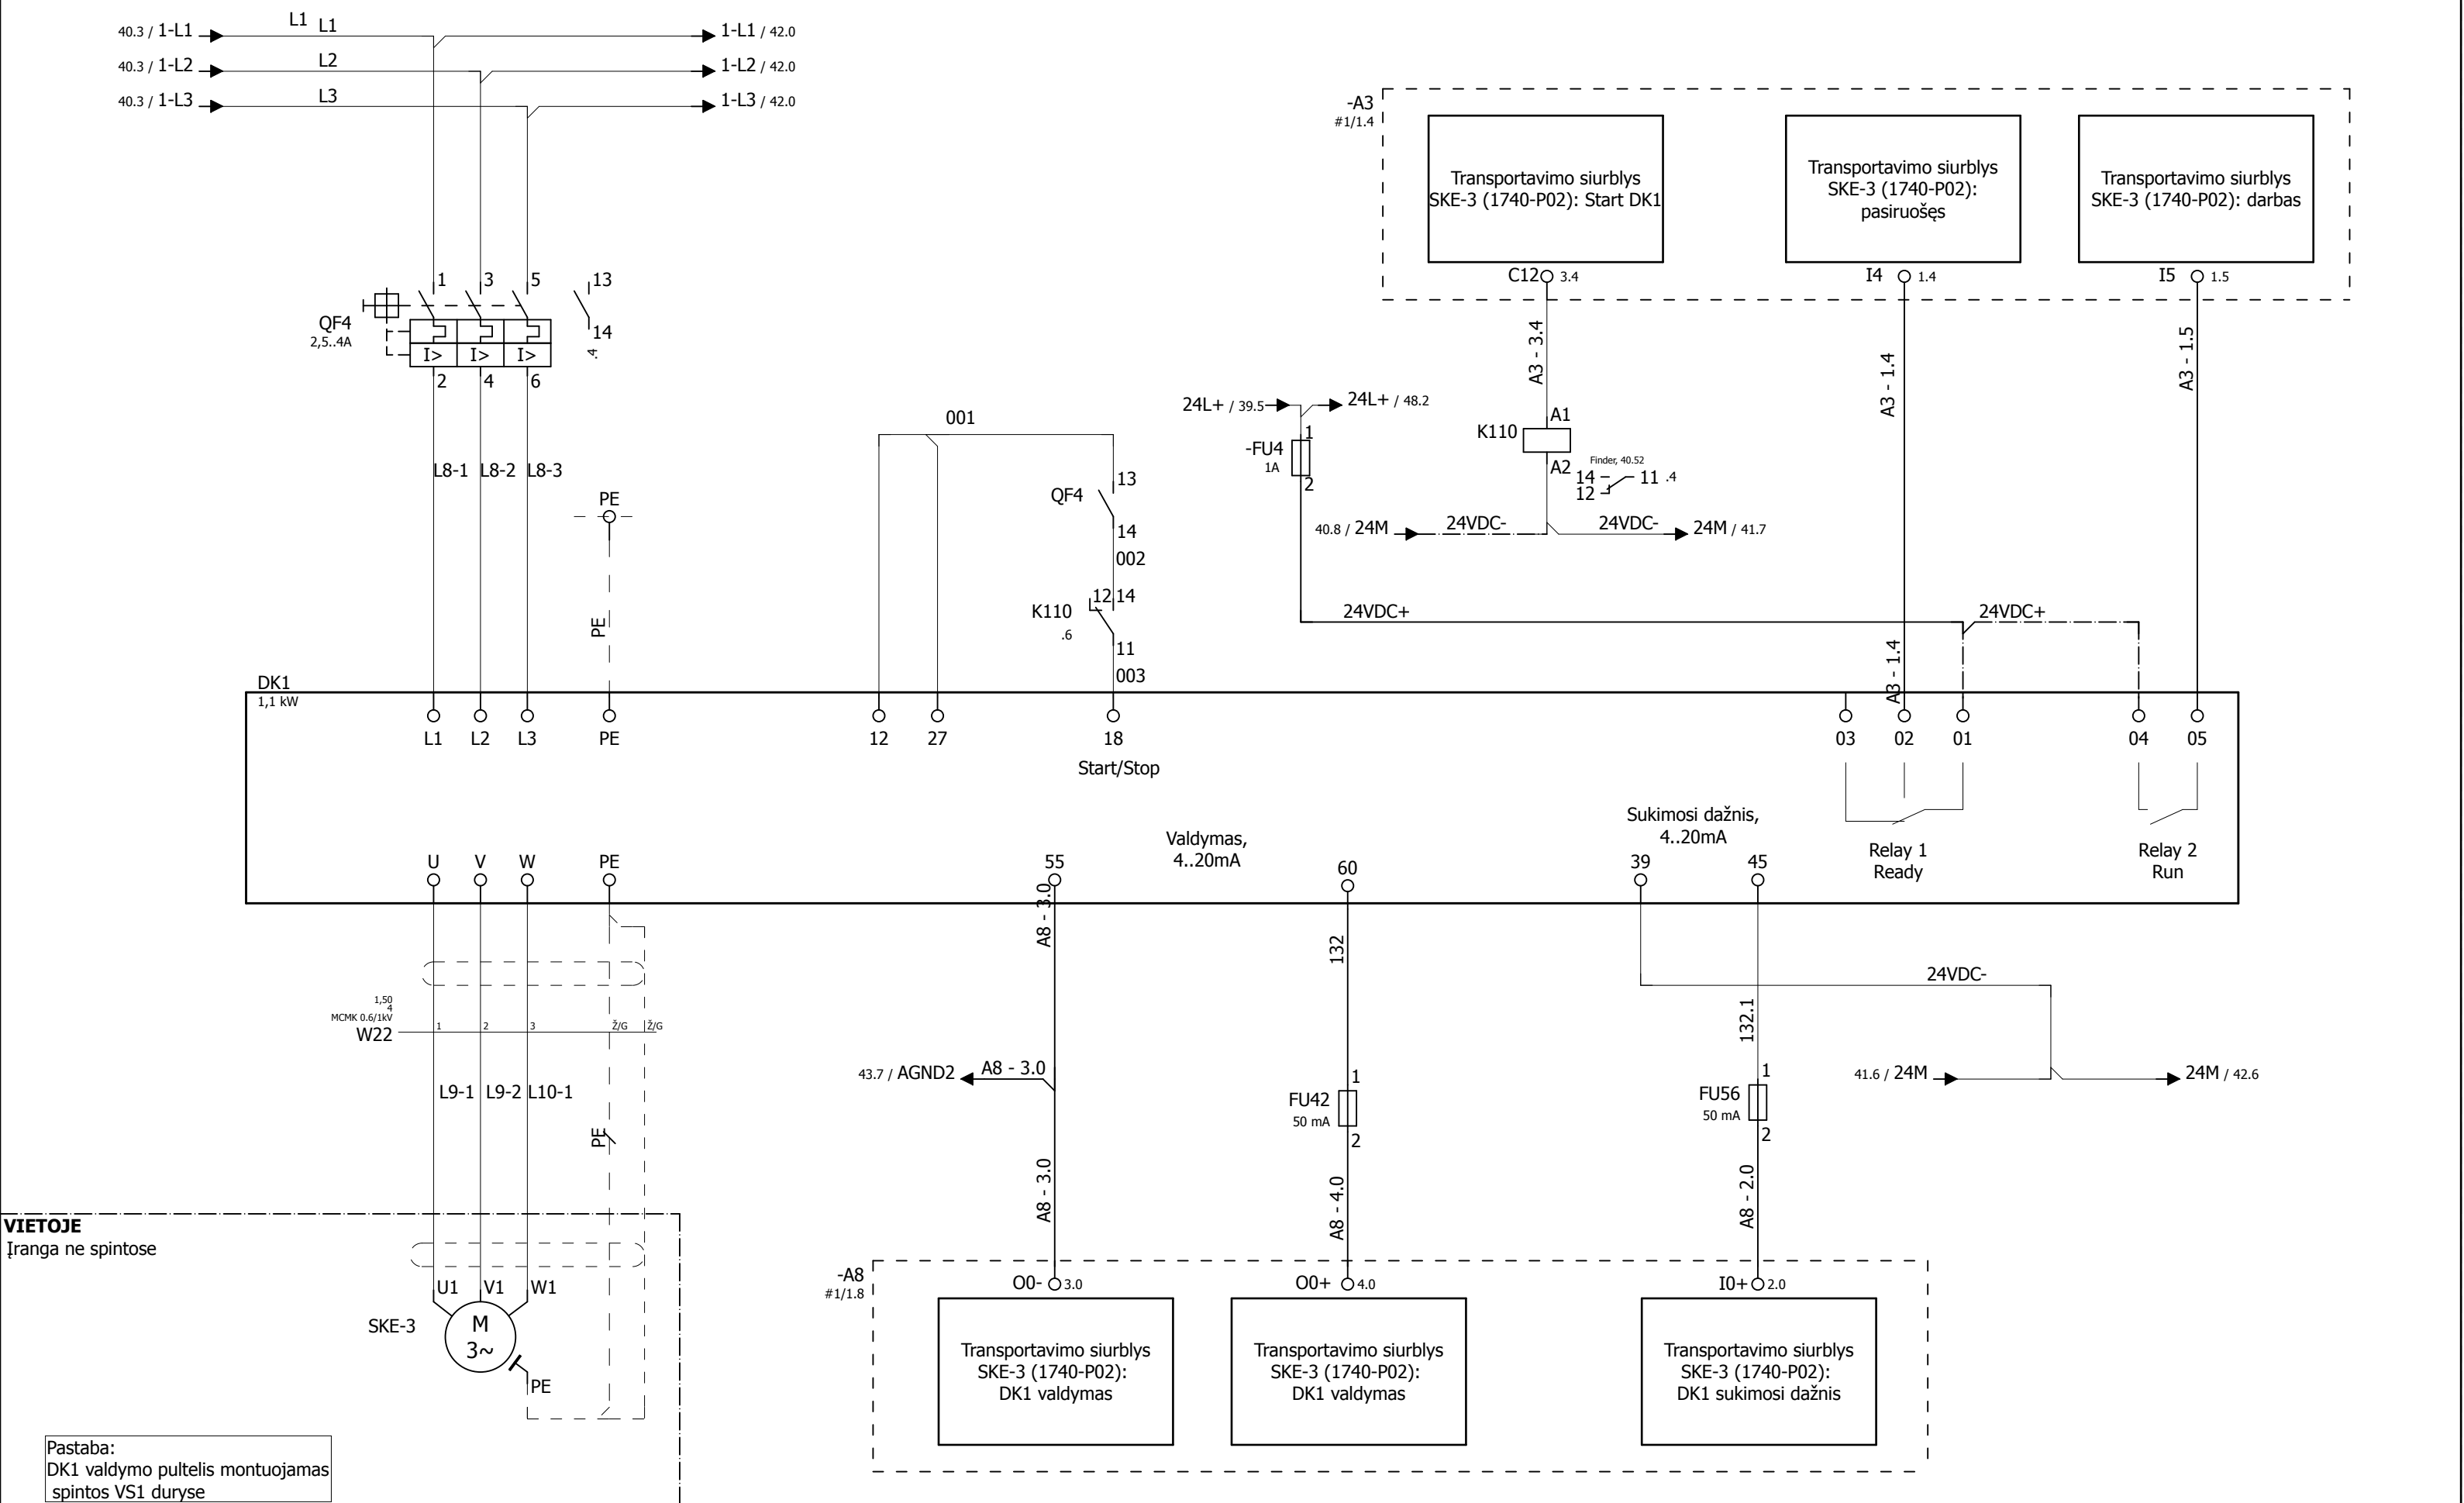 L1 L1
40.3 / 1-L1
1-L1 / 42.0
L2
40.3 / 1-L2
1-L2 / 42.0
L3
40.3 / 1-L3
1-L3 / 42.0
-A3
#1/1.4
Transportavimo siurblys
SKE-3 (1740-P02): Start DK1
Transportavimo siurblys
SKE-3 (1740-P02):
pasiruošęs
Transportavimo siurblys
SKE-3 (1740-P02): darbas
C12 3.4
I4 1.4
I5 1.5
1 3 5 13
QF4
2,5..4A
14
.4
I> I> I>
2 4 6
A3 - 3.4
A3 - 1.4
A3 - 1.5
24L+ / 39.5
24L+ / 48.2
001
-FU4
1A
1
2
K110
A1
A2
Finder, 40.52
14 11 .4
12
L8-1 L8-2 L8-3
PE
QF4
13
14
002
40.8 / 24M
24VDC-
24VDC-
24M / 41.7
K110
.6
12 14
11
003
PE
24VDC+
24VDC+
A3 - 1.4
DK1
1,1 kW
L1 L2 L3 PE
12 27 18
03 02 01 04 05
Start/Stop
Valdymas,
4..20mA
Sukimosi dažnis,
4..20mA
Relay 1
Ready
Relay 2
Run
U V W PE
55 60 39 45
A8 - 3.0
132
24VDC-
1,50
4
MCMK 0.6/1kV
W22
1 2 3 Ž/G Ž/G
132.1
43.7 / AGND2
A8 - 3.0
FU42
50 mA
1
2
FU56
50 mA
1
2
41.6 / 24M
24M / 42.6
L9-1 L9-2 L10-1
PE
A8 - 3.0
A8 - 4.0
A8 - 2.0
VIETOJE
Įranga ne spintose
-A8
#1/1.8
O0- 3.0
O0+ 4.0
I0+ 2.0
U1 V1 W1
SKE-3
M
3~
PE
Transportavimo siurblys
SKE-3 (1740-P02):
DK1 valdymas
Transportavimo siurblys
SKE-3 (1740-P02):
DK1 valdymas
Transportavimo siurblys
SKE-3 (1740-P02):
DK1 sukimosi dažnis
Pastaba:
DK1 valdymo pultelis montuojamas
spintos VS1 duryse